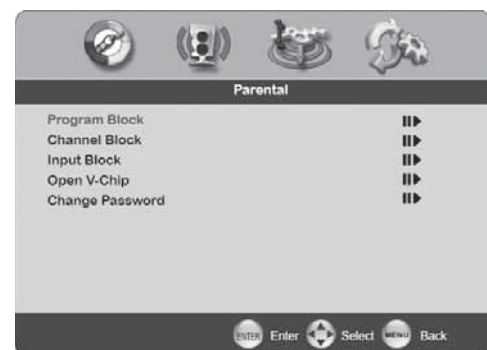 Parental
Program Block
Channel Block
Input Block
Open V-Chip
Change Password
ENTER Enter Select MENU Back